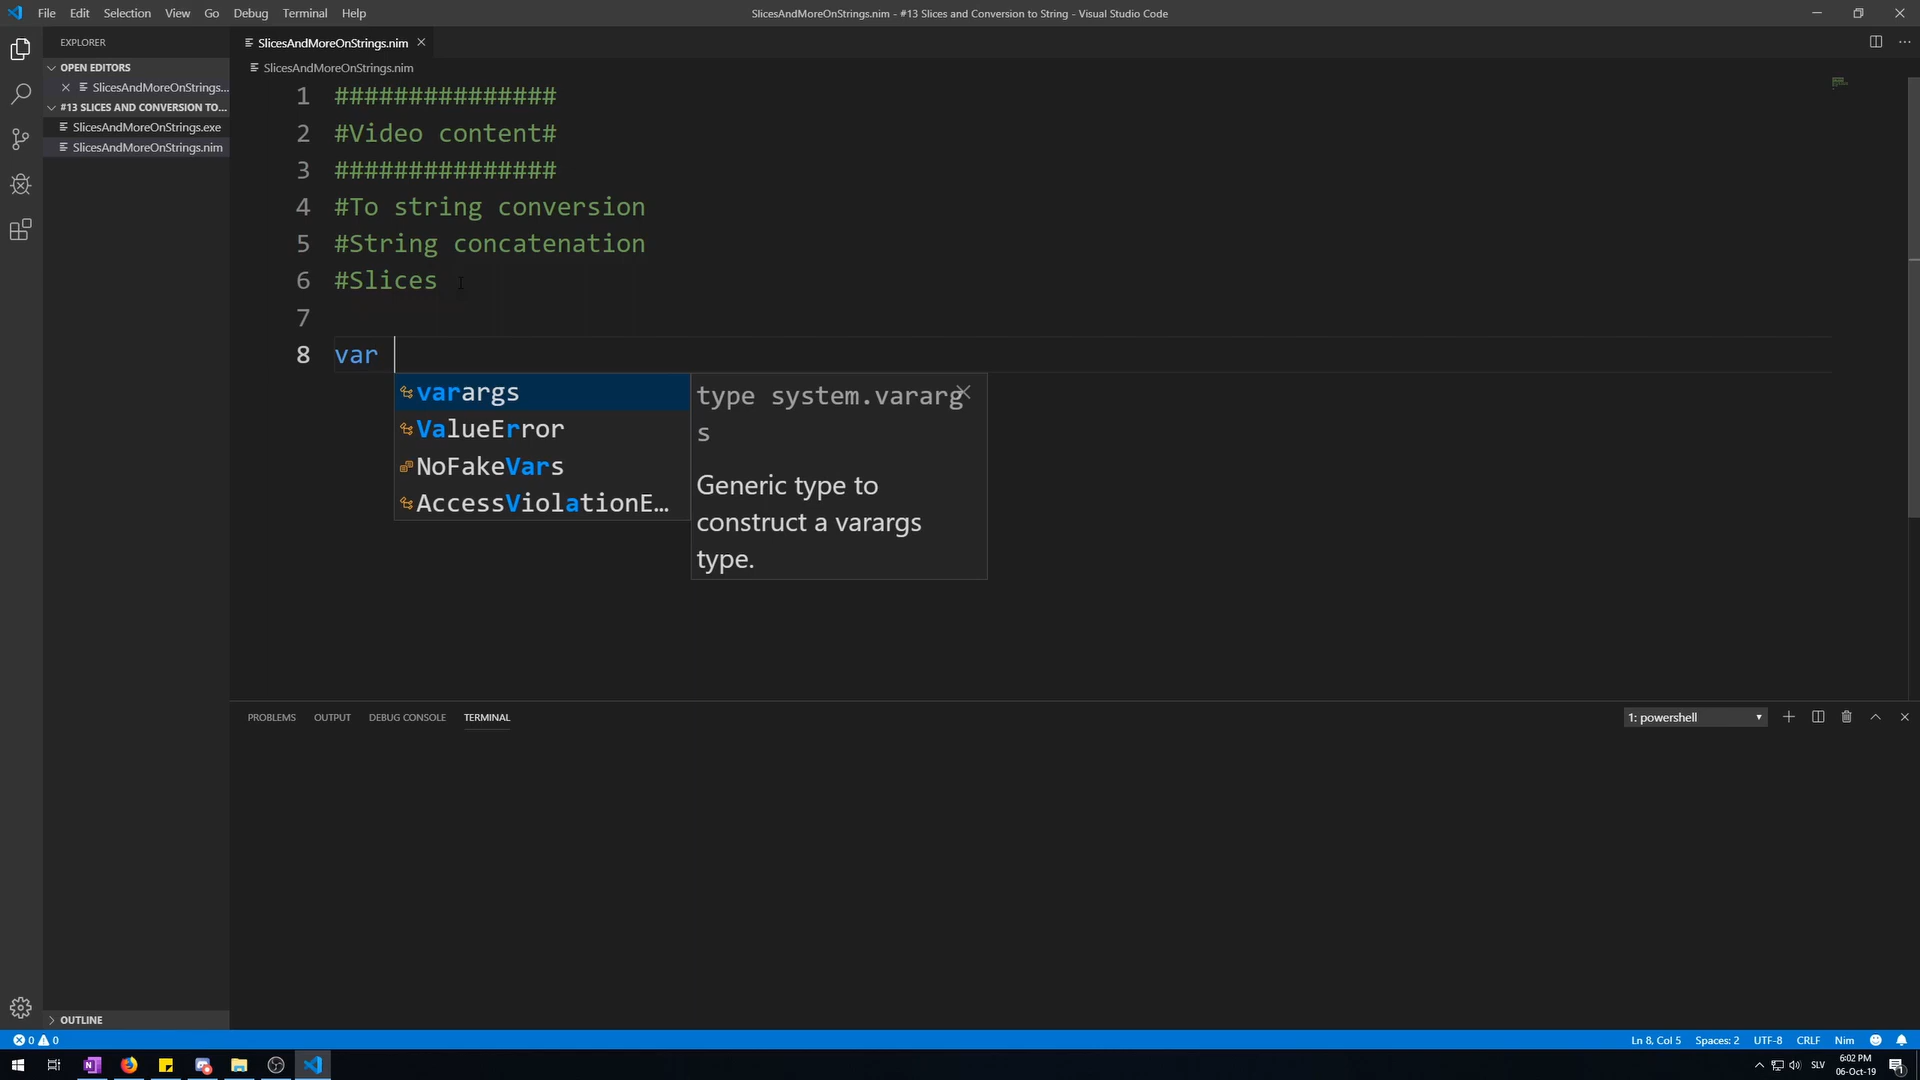 File Edit Selection View Go Debug Terminal Help
SlicesAndMoreOnStrings.nim - #13 Slices and Conversion to String - Visual Studio Code
EXPLORER
OPEN EDITORS
SlicesAndMoreOnStrings...
#13 SLICES AND CONVERSION TO...
SlicesAndMoreOnStrings.exe
SlicesAndMoreOnStrings.nim
SlicesAndMoreOnStrings.nim
SlicesAndMoreOnStrings.nim
1 ###############
2 #Video content#
3 ###############
4 #To string conversion
5 #String concatenation
6 #Slices
7
8 var
varargs
ValueError
NoFakeVars
AccessViolationE...
type system.vararg
s
Generic type to
construct a varargs
type.
PROBLEMS OUTPUT DEBUG CONSOLE TERMINAL
1: powershell
OUTLINE
0 0
Ln 8, Col 5 Spaces: 2 UTF-8 CRLF Nim
SLV
6:02 PM
06-Oct-19
1